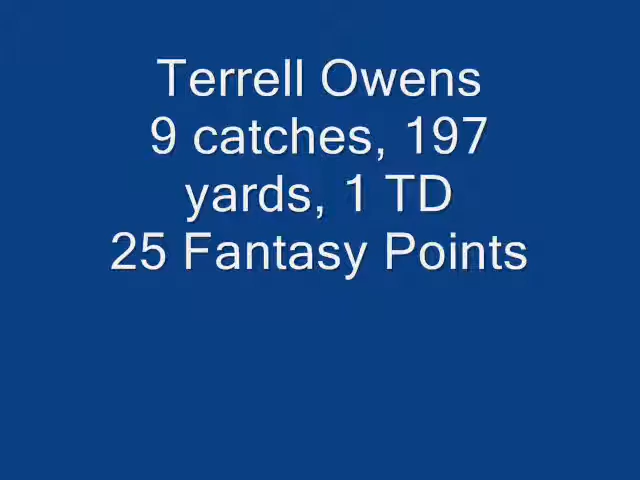 Terrell Owens
9 catches, 197
yards, 1 TD
25 Fantasy Points